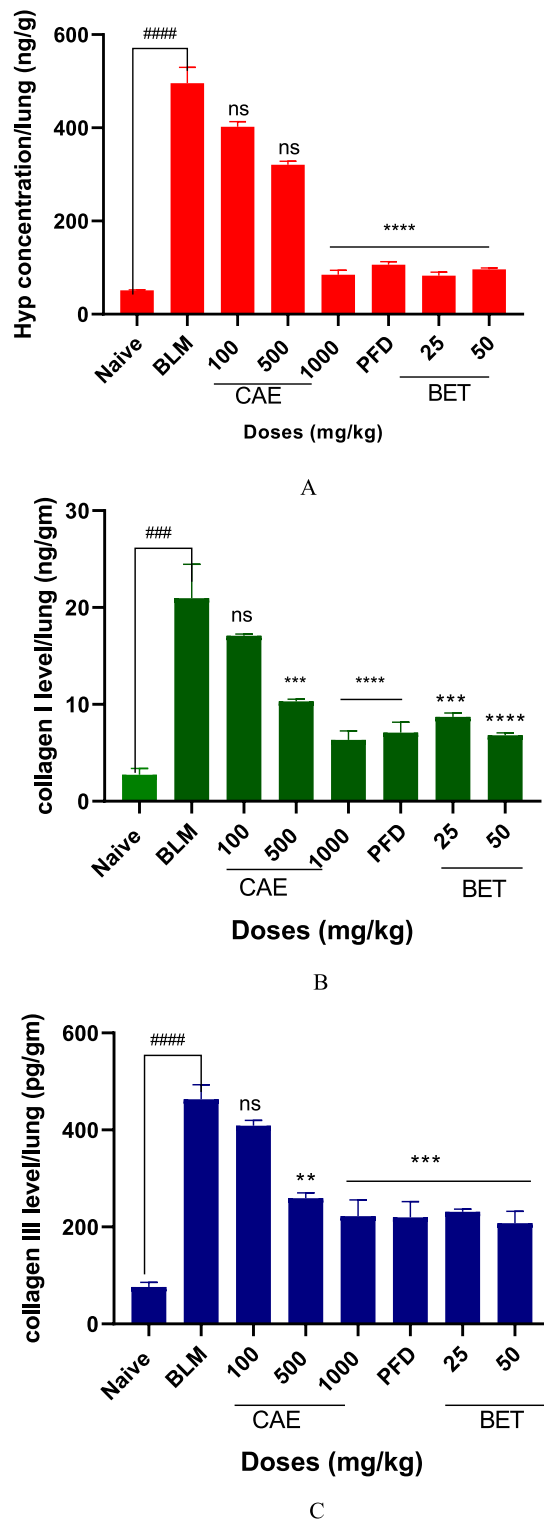 Hyp concentration/lung (ng/g)
600
400
200
0
####
ns
ns
****
Naive
BLM
100
500
1000
PFD
25
50
CAE
BET
Doses (mg/kg)
A
collagen I level/lung (ng/gm)
30
20
10
0
###
ns
***
****
***
****
Naive
BLM
100
500
1000
PFD
25
50
CAE
BET
Doses (mg/kg)
B
collagen III level/lung (pg/gm)
600
400
200
0
####
ns
**
***
Naive
BLM
100
500
1000
PFD
25
50
CAE
BET
Doses (mg/kg)
C